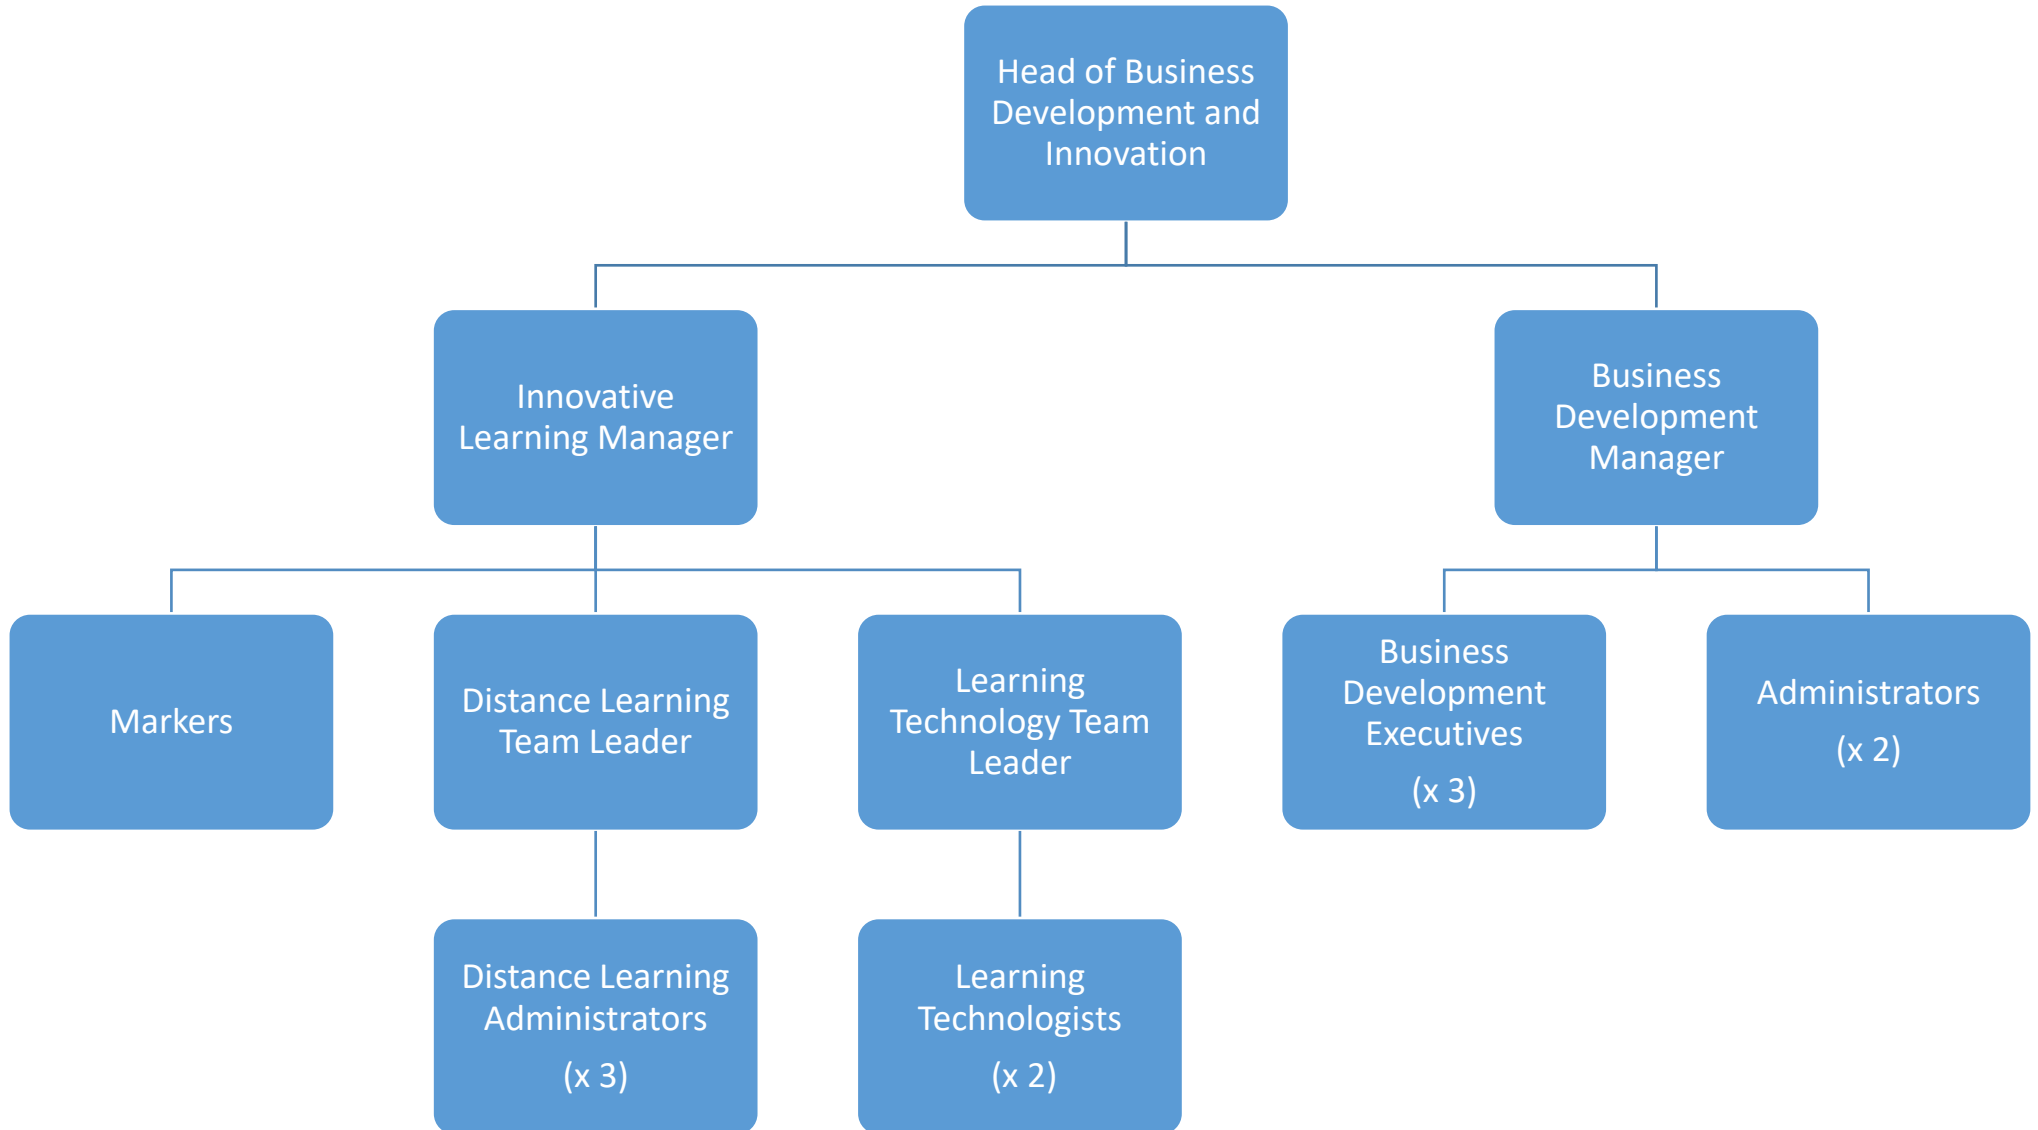 Head of Business
Development and
Innovation
Innovative
Learning Manager
Business
Development
Manager
Markers
Distance Learning
Team Leader
Learning
Technology Team
Leader
Business
Development
Executives
(x 3)
Administrators
(x 2)
Distance Learning
Administrators
(x 3)
Learning
Technologists
(x 2)